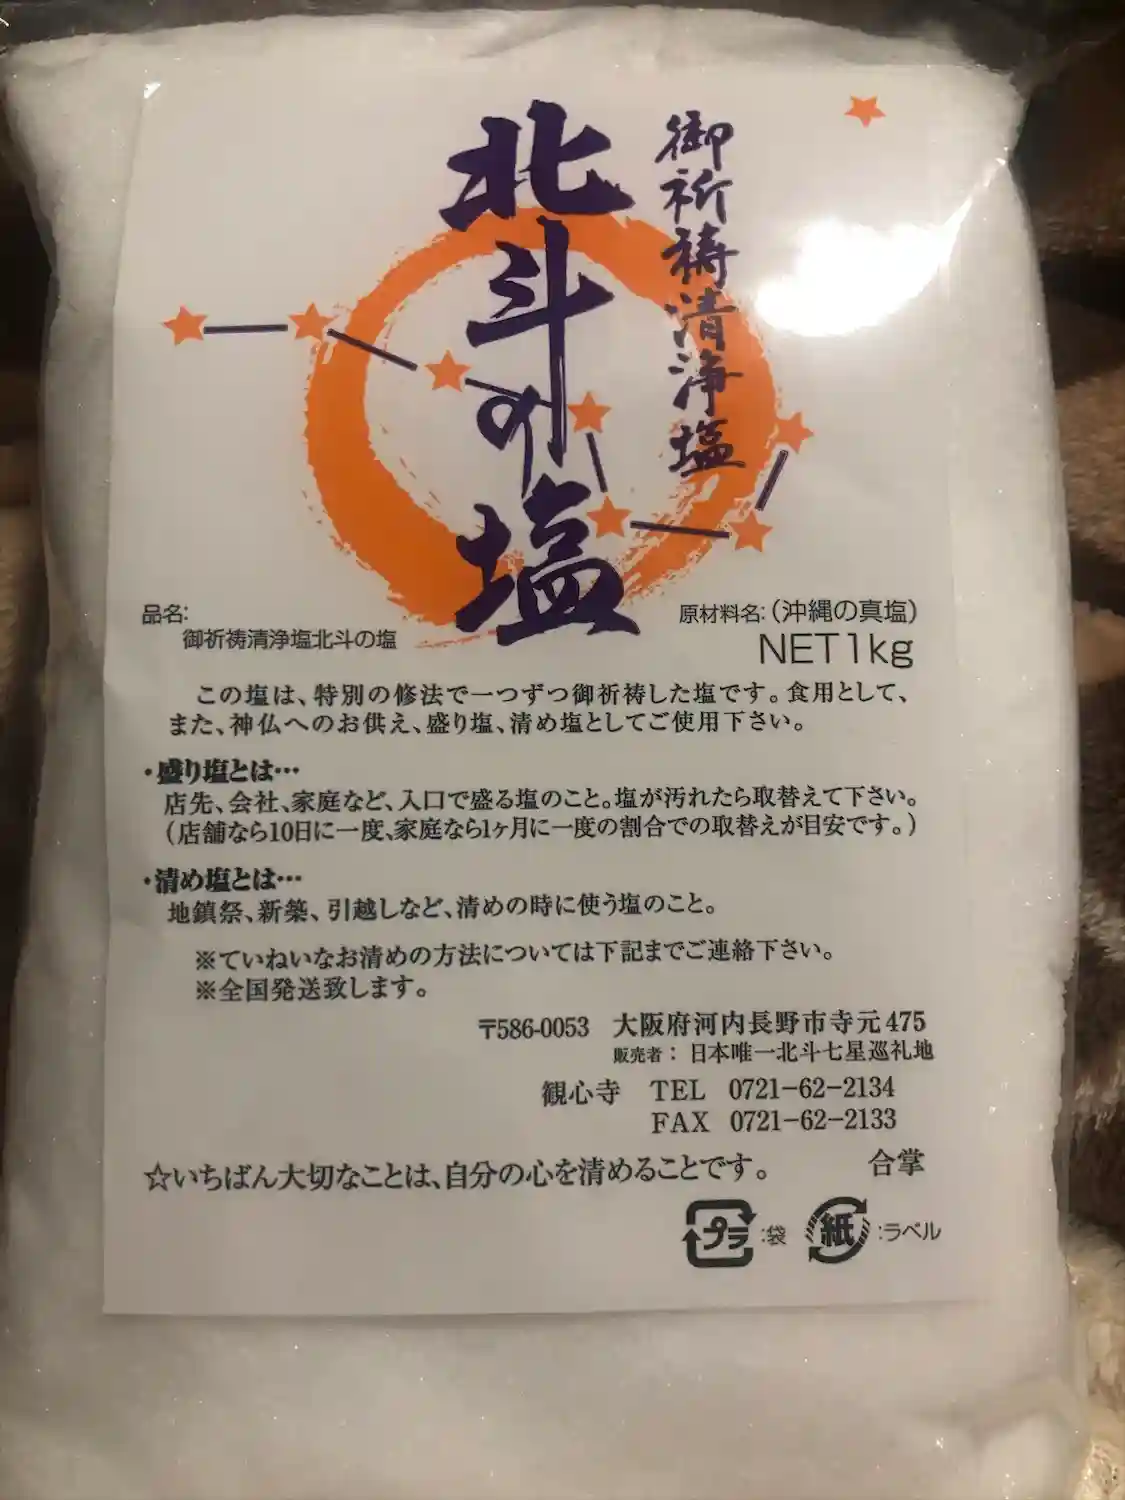 御祈祷清浄塩
北斗の塩
品名:
御祈祷清浄塩北斗の塩
原材料名:(沖縄の真塩)
NET1kg
この塩は、特別の修法で一つずつ御祈祷した塩です。食用として、
また、神仏へのお供え、盛り塩、清め塩としてご使用下さい。
・盛り塩とは…
店先、会社、家庭など、入口で盛る塩のこと。塩が汚れたら取替えて下さい。
(店舗なら10日に一度、家庭なら1ヶ月に一度の割合での取替えが目安です。)
・清め塩とは…
地鎮祭、新築、引越しなど、清めの時に使う塩のこと。
※ていねいなお清めの方法については下記までご連絡下さい。
※全国発送致します。
〒586-0053 大阪府河内長野市寺元475
販売者：日本唯一北斗七星巡礼地
観心寺 TEL 0721-62-2134
FAX 0721-62-2133
☆いちばん大切なことは、自分の心を清めることです。 合掌
プラ :袋 紙 :ラベル